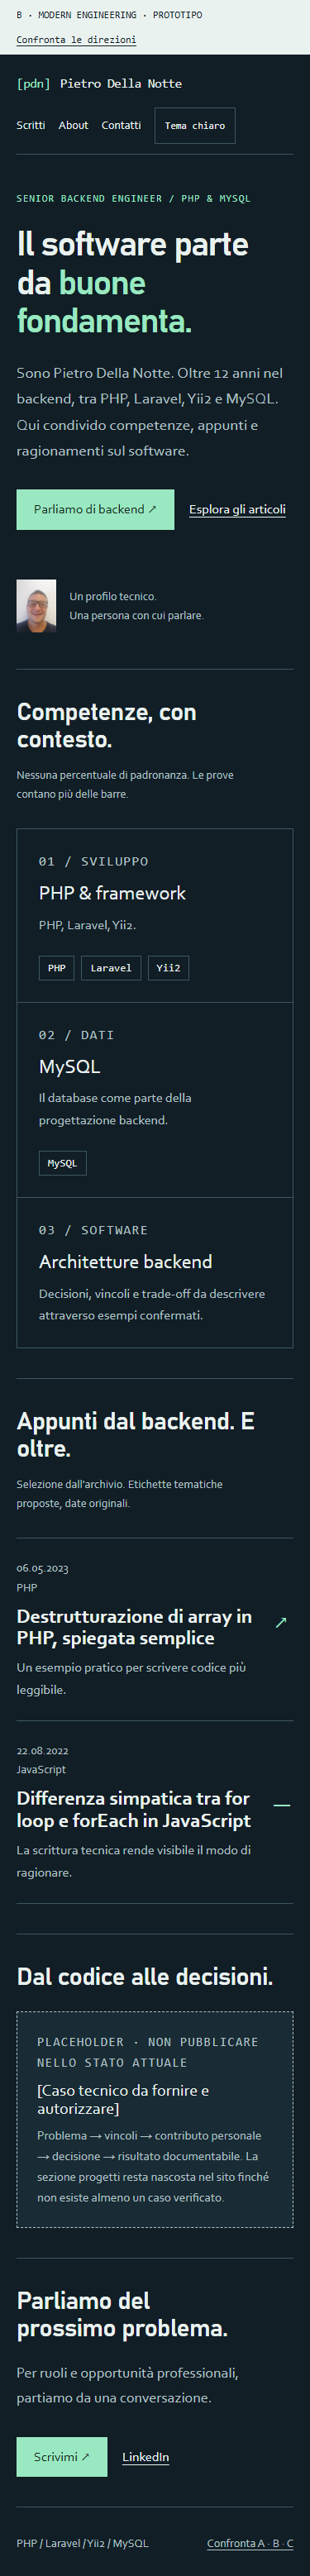 B · MODERN ENGINEERING · PROTOTIPO
Confronta le direzioni
[pdn] Pietro Della Notte
Scritti About Contatti Tema chiaro
SENIOR BACKEND ENGINEER / PHP & MYSQL
Il software parte
da buone
fondamenta.
Sono Pietro Della Notte. Oltre 12 anni nel
backend, tra PHP, Laravel, Yii2 e MySQL.
Qui condivido competenze, appunti e
ragionamenti sul software.
Parliamo di backend ↗ Esplora gli articoli
Un profilo tecnico.
Una persona con cui parlare.
Competenze, con
contesto.
Nessuna percentuale di padronanza. Le prove
contano più delle barre.
01 / SVILUPPO
PHP & framework
PHP, Laravel, Yii2.
PHP Laravel Yii2
02 / DATI
MySQL
Il database come parte della
progettazione backend.
MySQL
03 / SOFTWARE
Architetture backend
Decisioni, vincoli e trade-off da descrivere
attraverso esempi confermati.
Appunti dal backend. E
oltre.
Selezione dall'archivio. Etichette tematiche
proposte, date originali.
06.05.2023
PHP
Destrutturazione di array in
PHP, spiegata semplice
↗
Un esempio pratico per scrivere codice più
leggibile.
22.08.2022
JavaScript
Differenza simpatica tra for
loop e forEach in JavaScript
—
La scrittura tecnica rende visibile il modo di
ragionare.
Dal codice alle decisioni.
PLACEHOLDER · NON PUBBLICARE
NELLO STATO ATTUALE
[Caso tecnico da fornire e
autorizzare]
Problema → vincoli → contributo personale
→ decisione → risultato documentabile. La
sezione progetti resta nascosta nel sito finché
non esiste almeno un caso verificato.
Parliamo del
prossimo problema.
Per ruoli e opportunità professionali,
partiamo da una conversazione.
Scrivimi ↗ LinkedIn
PHP / Laravel / Yii2 / MySQL Confronta A · B · C